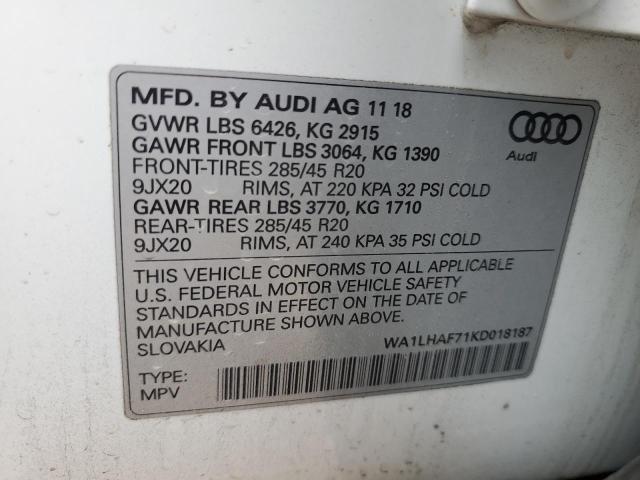 MFD. BY AUDI AG 11 18
GVWR LBS 6426, KG 2915
GAWR FRONT LBS 3064, KG 1390
FRONT-TIRES 285/45 R20
9JX20 RIMS, AT 220 KPA 32 PSI COLD
GAWR REAR LBS 3770, KG 1710
REAR-TIRES 285/45 R20
9JX20 RIMS, AT 240 KPA 35 PSI COLD
Audi
THIS VEHICLE CONFORMS TO ALL APPLICABLE
U.S. FEDERAL MOTOR VEHICLE SAFETY
STANDARDS IN EFFECT ON THE DATE OF
MANUFACTURE SHOWN ABOVE.
SLOVAKIA
WA1LHAF71KD018187
TYPE:
MPV